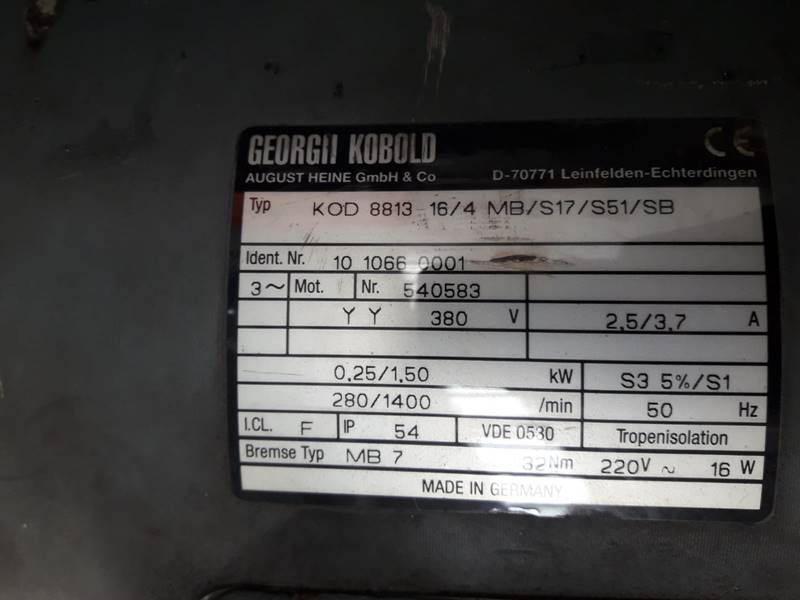 GEORGII KOBOLD
AUGUST HEINE GmbH & Co D-70771 Leinfelden-Echterdingen
CE
Typ KOD 8813 16/4 MB/S17/S51/SB
Ident. Nr. 10 1066 0001
3~ Mot. Nr. 540583
Y Y 380 V 2,5/3,7 A
0,25/1,50 kW S3 5%/S1
280/1400 /min 50 Hz
I.CL. F IP 54 VDE 0530 Tropenisolation
Bremse Typ MB 7 32Nm 220V ~ 16 W
MADE IN GERMANY